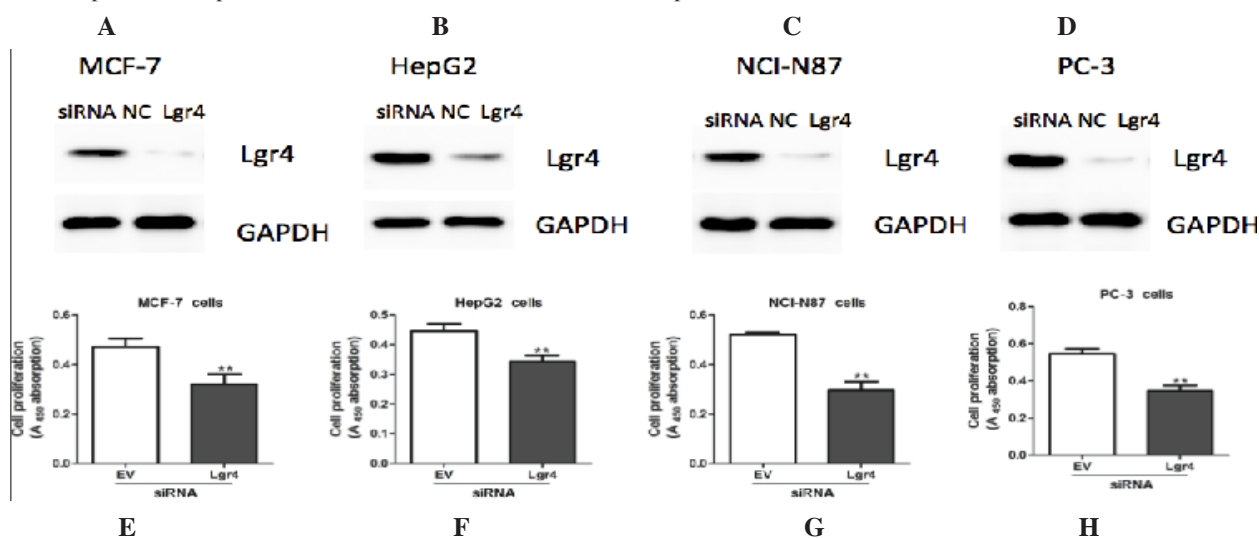 A B C D
MCF-7 HepG2 NCI-N87 PC-3
siRNA NC Lgr4 siRNA NC Lgr4 siRNA NC Lgr4 siRNA NC Lgr4
Lgr4 Lgr4 Lgr4 Lgr4
GAPDH GAPDH GAPDH GAPDH
MCF-7 cells
Cell proliferation
(A 450 absorption)
0.6
0.4
0.2
0.0
**
EV Lgr4
siRNA
HepG2 cells
Cell proliferation
(A 450 absorption)
0.5
0.4
0.3
0.2
0.1
0.0
**
EV Lgr4
siRNA
NCI-N87 cells
Cell proliferation
(A 450 absorption)
0.6
0.4
0.2
0.0
**
EV Lgr4
siRNA
PC-3 cells
Cell proliferation
(A 450 absorption)
0.8
0.6
0.4
0.2
0.0
**
EV Lgr4
siRNA
E F G H